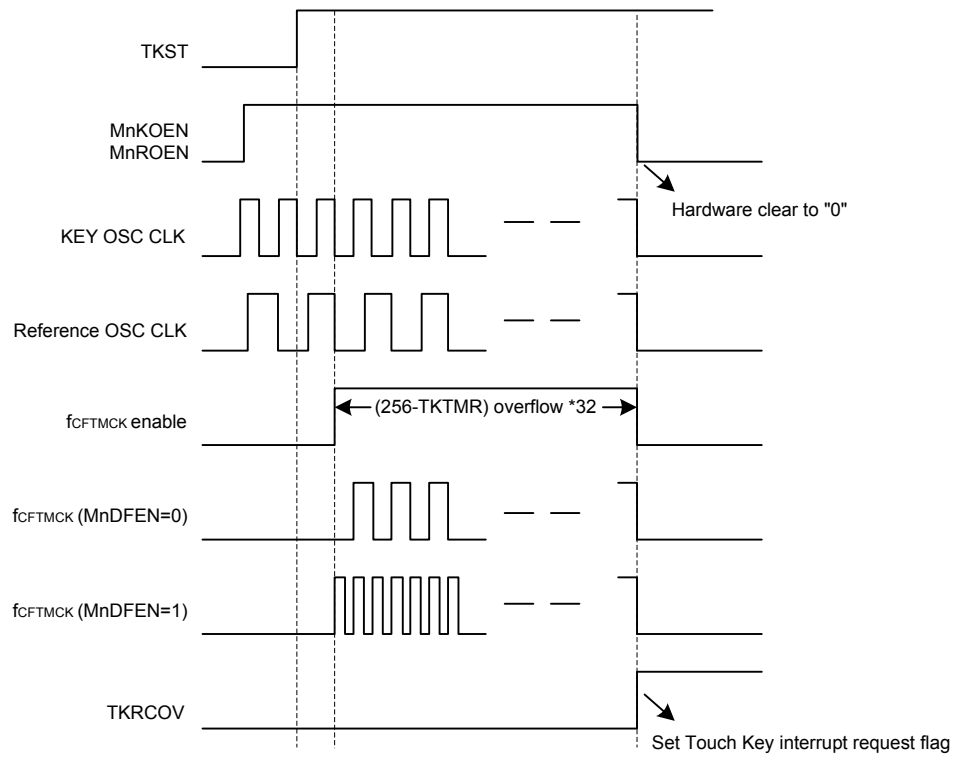 TKST
MnKOEN
MnROEN
Hardware clear to "0"
KEY OSC CLK
Reference OSC CLK
fCFTMCK enable
(256-TKTMR) overflow *32
fCFTMCK (MnDFEN=0)
fCFTMCK (MnDFEN=1)
TKRCOV
Set Touch Key interrupt request flag